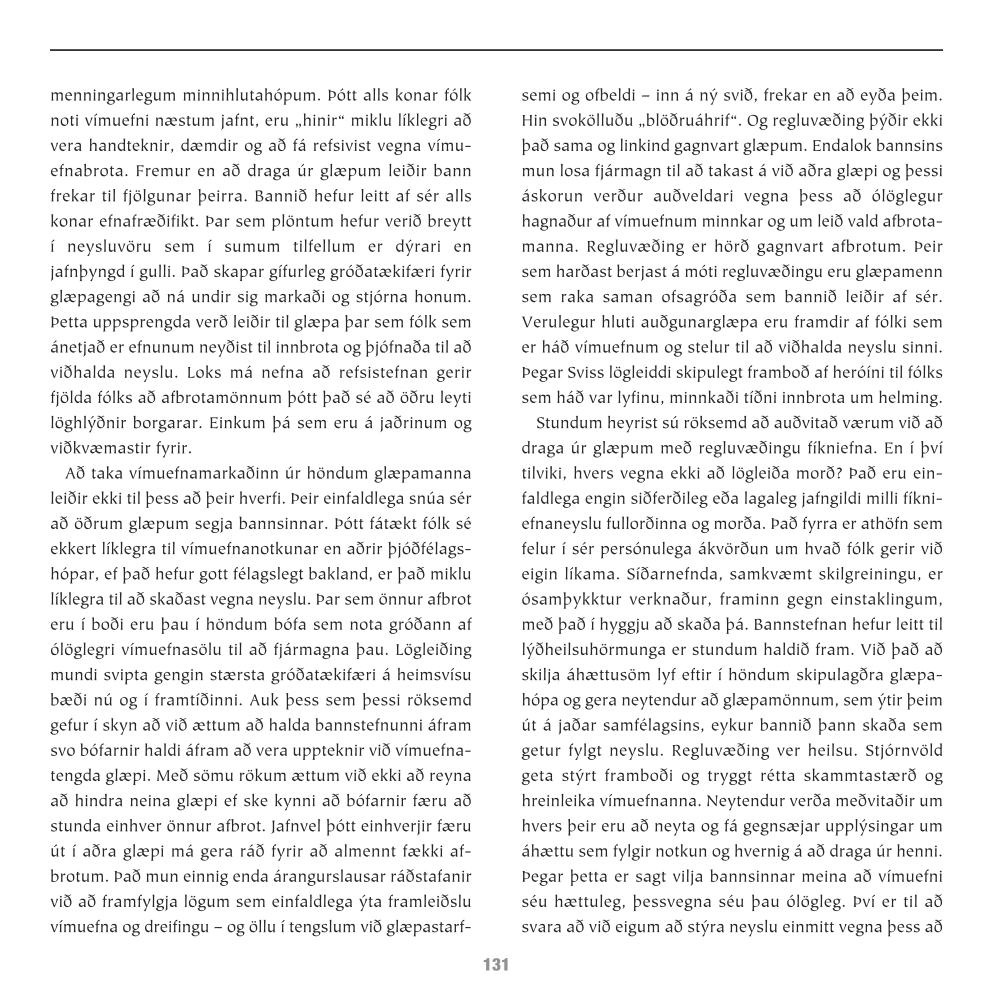 menningarlegum minnihlutahópum. Þótt alls konar fólk
noti vímuefni næstum jafnt, eru „hinir“ miklu líklegri að
vera handteknir, dæmdir og að fá refsivist vegna vímu-
efnabrota. Fremur en að draga úr glæpum leiðir bann
frekar til fjölgunar þeirra. Bannið hefur leitt af sér alls
konar efnafræðifikt. Þar sem plöntum hefur verið breytt
í neysluvöru sem í sumum tilfellum er dýrari en
jafnþyngd í gulli. Það skapar gífurleg gróðatækifæri fyrir
glæpagengi að ná undir sig markaði og stjórna honum.
Þetta uppsprengda verð leiðir til glæpa þar sem fólk sem
ánetjað er efnunum neyðist til innbrota og þjófnaða til að
viðhalda neyslu. Loks má nefna að refsistefnan gerir
fjölda fólks að afbrotamönnum þótt það sé að öðru leyti
löghlýðnir borgarar. Einkum þá sem eru á jaðrinum og
viðkvæmastir fyrir.
Að taka vímuefnamarkaðinn úr höndum glæpamanna
leiðir ekki til þess að þeir hverfi. Þeir einfaldlega snúa sér
að öðrum glæpum segja bannsinnar. Þótt fátækt fólk sé
ekkert líklegra til vímuefnanotkunar en aðrir þjóðfélags-
hópar, ef það hefur gott félagslegt bakland, er það miklu
líklegra til að skaðast vegna neyslu. Þar sem önnur afbrot
eru í boði eru þau í höndum bófa sem nota gróðann af
ólöglegri vímuefnasölu til að fjármagna þau. Lögleiðing
mundi svipta gengin stærsta gróðatækifæri á heimsvísu
bæði nú og í framtíðinni. Auk þess sem þessi röksemd
gefur í skyn að við ættum að halda bannstefnunni áfram
svo bófarnir haldi áfram að vera uppteknir við vímuefna-
tengda glæpi. Með sömu rökum ættum við ekki að reyna
að hindra neina glæpi ef ske kynni að bófarnir færu að
stunda einhver önnur afbrot. Jafnvel þótt einhverjir færu
út í aðra glæpi má gera ráð fyrir að almennt fækki af-
brotum. Það mun einnig enda árangurslausar ráðstafanir
við að framfylgja lögum sem einfaldlega ýta framleiðslu
vímuefna og dreifingu – og öllu í tengslum við glæpastarf-
semi og ofbeldi – inn á ný svið, frekar en að eyða þeim.
Hin svokölluðu „blöðruáhrif“. Og regluvæðing þýðir ekki
það sama og linkind gagnvart glæpum. Endalok bannsins
mun losa fjármagn til að takast á við aðra glæpi og þessi
áskorun verður auðveldari vegna þess að ólöglegur
hagnaður af vímuefnum minnkar og um leið vald afbrota-
manna. Regluvæðing er hörð gagnvart afbrotum. Þeir
sem harðast berjast á móti regluvæðingu eru glæpamenn
sem raka saman ofsagróða sem bannið leiðir af sér.
Verulegur hluti auðgunarglæpa eru framdir af fólki sem
er háð vímuefnum og stelur til að viðhalda neyslu sinni.
Þegar Sviss lögleiddi skipulegt framboð af heróíni til fólks
sem háð var lyfinu, minnkaði tíðni innbrota um helming.
Stundum heyrist sú röksemd að auðvitað værum við að
draga úr glæpum með regluvæðingu fíkniefna. En í því
tilviki, hvers vegna ekki að lögleiða morð? Það eru ein-
faldlega engin siðferðileg eða lagaleg jafngildi milli fíkni-
efnaneyslu fullorðinna og morða. Það fyrra er athöfn sem
felur í sér persónulega ákvörðun um hvað fólk gerir við
eigin líkama. Síðarnefnda, samkvæmt skilgreiningu, er
ósamþykktur verknaður, framinn gegn einstaklingum,
með það í hyggju að skaða þá. Bannstefnan hefur leitt til
lýðheilsuhörmunga er stundum haldið fram. Við það að
skilja áhættusöm lyf eftir í höndum skipulagðra glæpa-
hópa og gera neytendur að glæpamönnum, sem ýtir þeim
út á jaðar samfélagsins, eykur bannið þann skaða sem
getur fylgt neyslu. Regluvæðing ver heilsu. Stjórnvöld
geta stýrt framboði og tryggt rétta skammtastærð og
hreinleika vímuefnanna. Neytendur verða meðvitaðir um
hvers þeir eru að neyta og fá gegnsæjar upplýsingar um
áhættu sem fylgir notkun og hvernig á að draga úr henni.
Þegar þetta er sagt vilja bannsinnar meina að vímuefni
séu hættuleg, þessvegna séu þau ólögleg. Því er til að
svara að við eigum að stýra neyslu einmitt vegna þess að
131